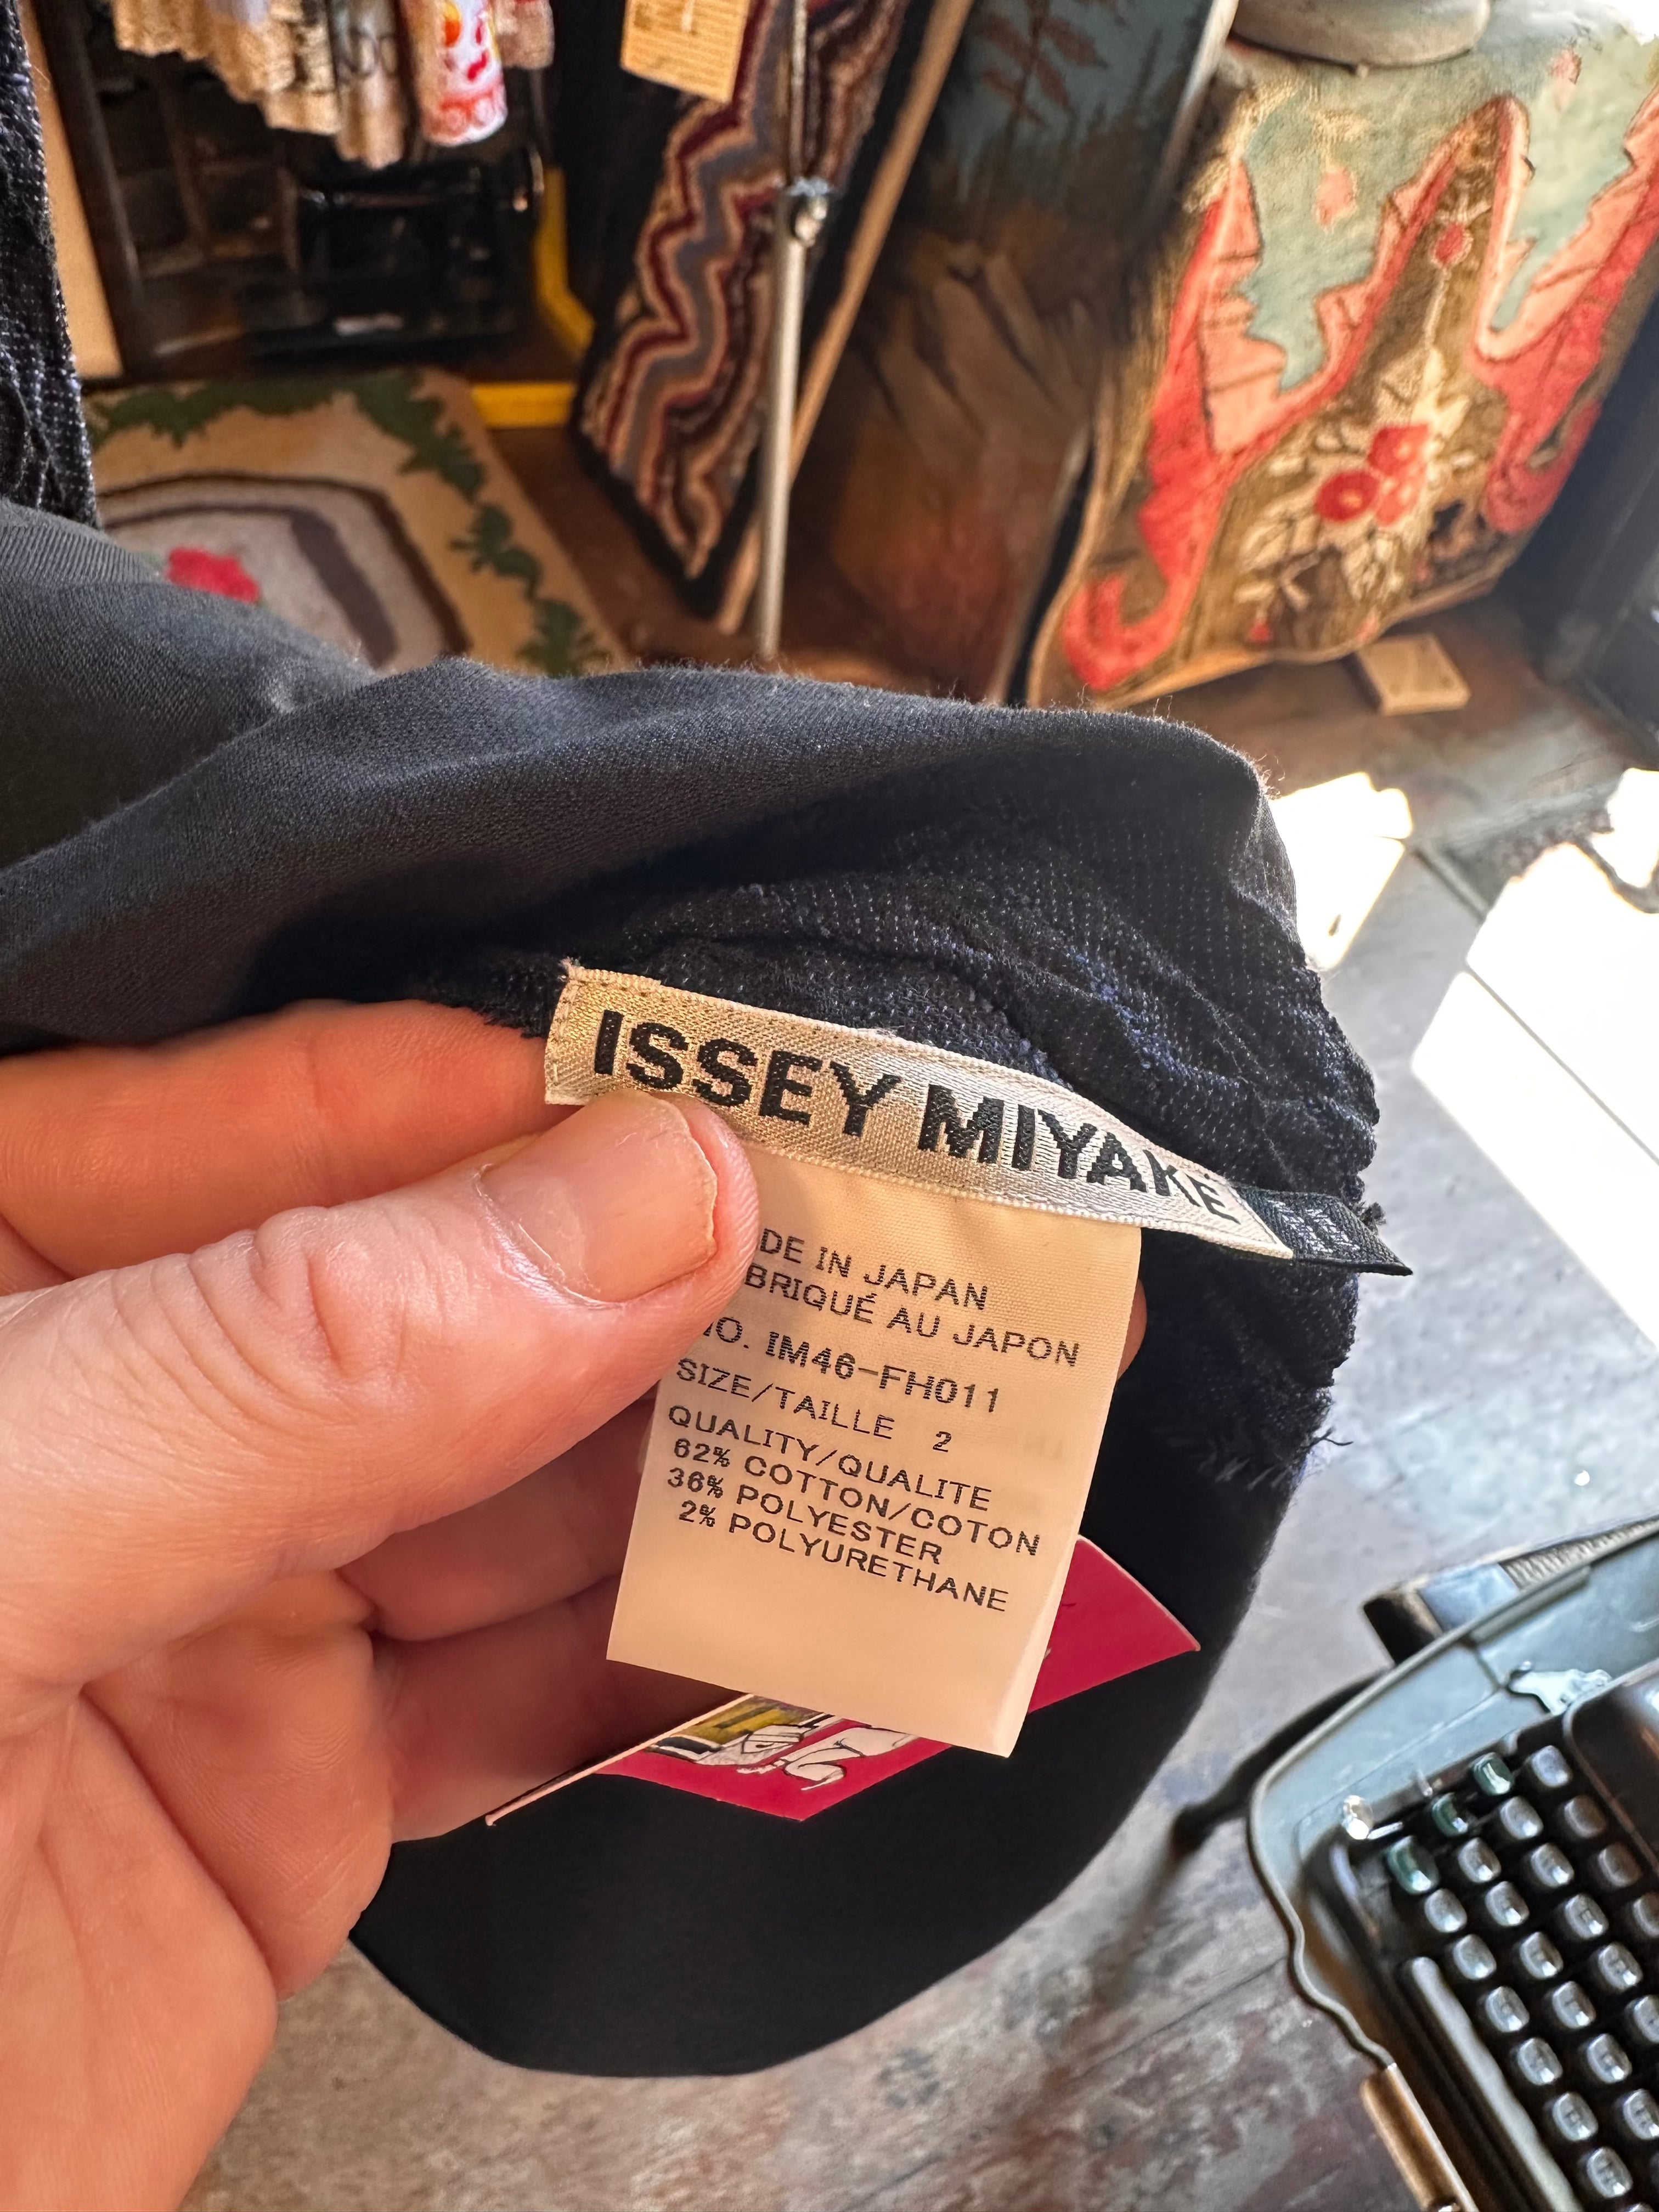 ISSEY MIYAKE
DE IN JAPAN
BRIQUÉ AU JAPON
NO. IM46-FH011
SIZE/TAILLE 2
QUALITY/QUALITE
62% COTTON/COTON
36% POLYESTER
2% POLYURETHANE